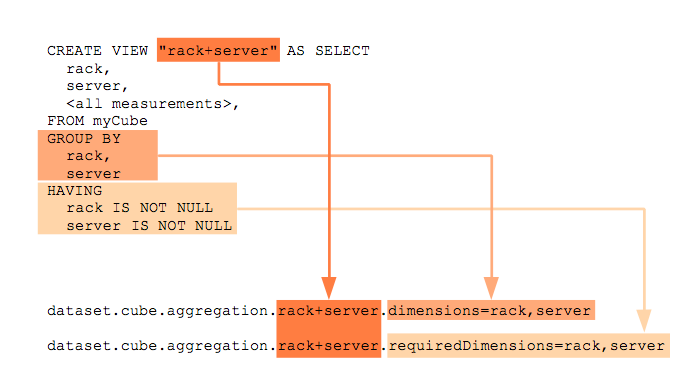 CREATE VIEW "rack+server" AS SELECT
rack,
server,
<all measurements>,
FROM myCube
GROUP BY
rack,
server
HAVING
rack IS NOT NULL
server IS NOT NULL
dataset.cube.aggregation.rack+server.dimensions=rack,server
dataset.cube.aggregation.rack+server.requiredDimensions=rack,server